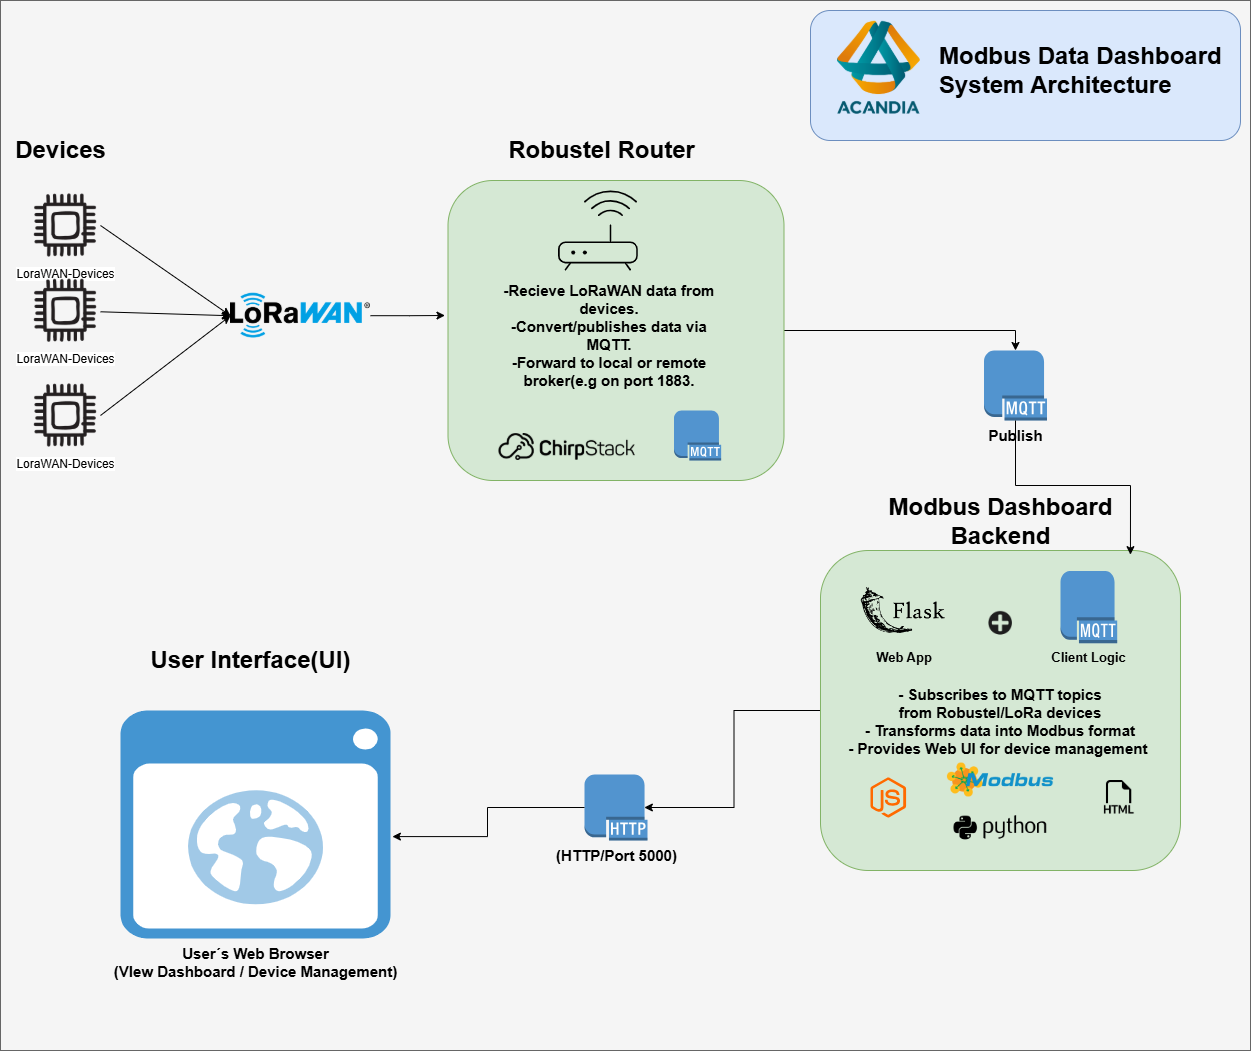 ACANDIA
Modbus Data Dashboard
System Architecture
Devices
LoraWAN-Devices
LoraWAN-Devices
LoraWAN-Devices
LoRaWAN®
Robustel Router
-Recieve LoRaWAN data from
devices.
-Convert/publishes data via
MQTT.
-Forward to local or remote
broker(e.g on port 1883.
ChirpStack
MQTT
MQTT
Publish
Modbus Dashboard
Backend
Flask
Web App
MQTT
Client Logic
- Subscribes to MQTT topics
from Robustel/LoRa devices
- Transforms data into Modbus format
- Provides Web UI for device management
JS
Modbus
HTML
python
HTTP
(HTTP/Port 5000)
User Interface(UI)
User´s Web Browser
(VIew Dashboard / Device Management)